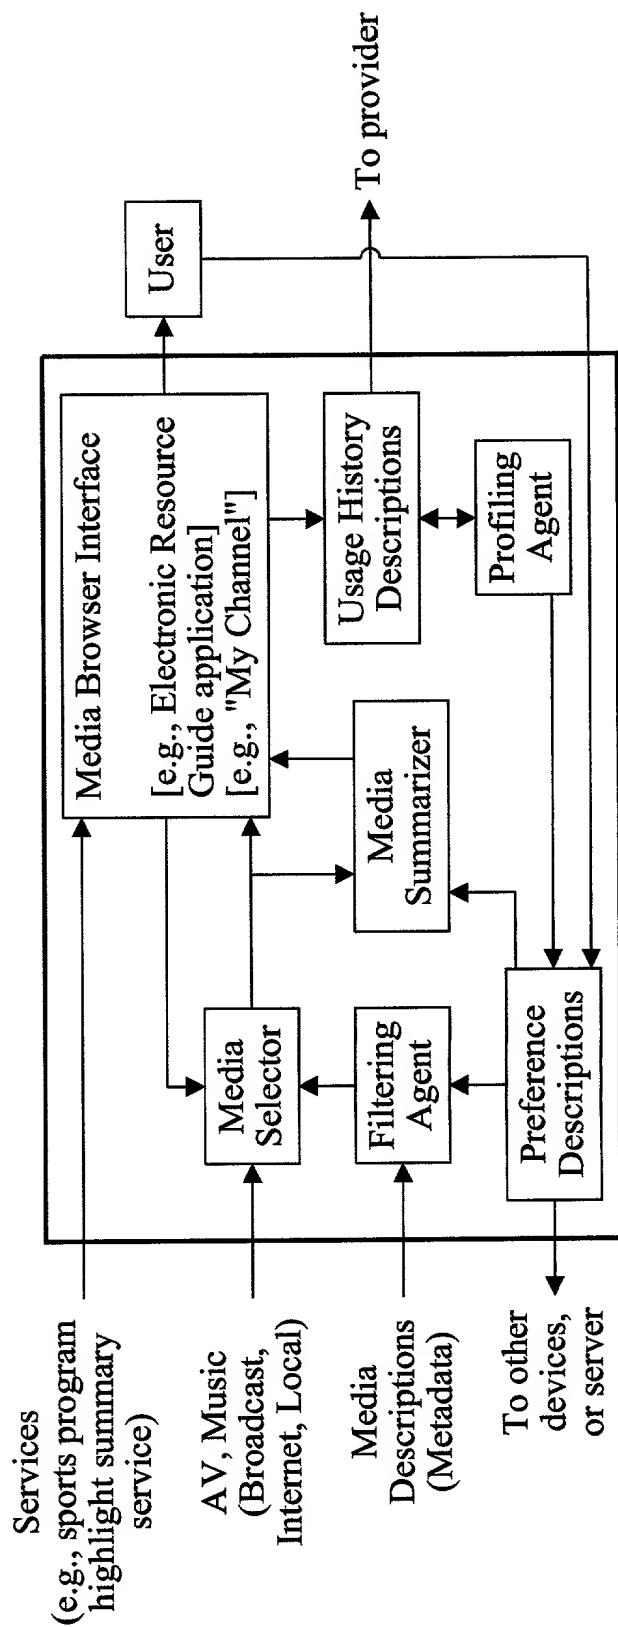 Services
(e.g., sports program
highlight summary
service)
AV, Music
(Broadcast,
Internet, Local)
Media
Descriptions
(Metadata)
To other
devices,
or server
Media Browser Interface
[e.g., Electronic Resource
Guide application]
[e.g., "My Channel"]
Media
Selector
Filtering
Agent
Preference
Descriptions
Media
Summarizer
Usage History
Descriptions
Profiling
Agent
User
To provider